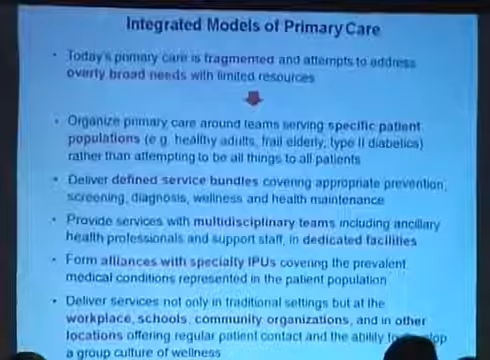 Integrated Models of Primary Care
• Today's primary care is fragmented and attempts to address
overly broad needs with limited resources
• Organize primary care around teams serving specific patient
populations (e.g. healthy adults, frail elderly, type II diabetics)
rather than attempting to be all things to all patients
• Deliver defined service bundles covering appropriate prevention,
screening, diagnosis, wellness and health maintenance
• Provide services with multidisciplinary teams including ancillary
health professionals and support staff, in dedicated facilities
• Form alliances with specialty IPUs covering the prevalent
medical conditions represented in the patient population
• Deliver services not only in traditional settings but at the
workplace, schools, community organizations, and in other
locations offering regular patient contact and the ability to
a group culture of wellness